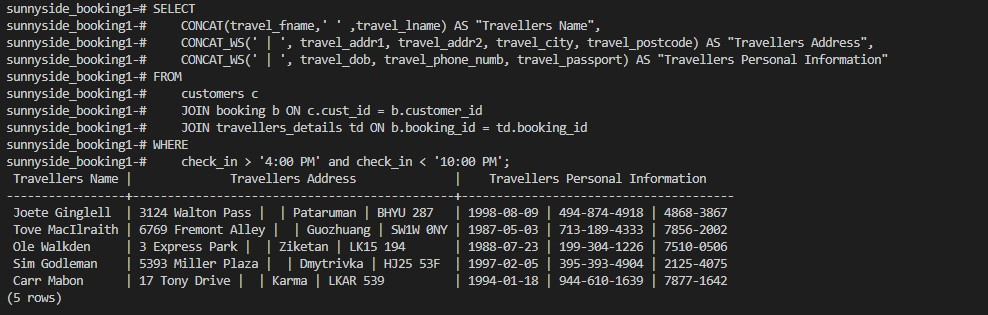 sunnyside_booking1=# SELECT
sunnyside_booking1-#     CONCAT(travel_fname,' ' ,travel_lname) AS "Travellers Name",
sunnyside_booking1-#     CONCAT_WS(' | ', travel_addr1, travel_addr2, travel_city, travel_postcode) AS "Travellers Address",
sunnyside_booking1-#     CONCAT_WS(' | ', travel_dob, travel_phone_numb, travel_passport) AS "Travellers Personal Information"
sunnyside_booking1-# FROM
sunnyside_booking1-#     customers c
sunnyside_booking1-#     JOIN booking b ON c.cust_id = b.customer_id
sunnyside_booking1-#     JOIN travellers_details td ON b.booking_id = td.booking_id
sunnyside_booking1-# WHERE
sunnyside_booking1-#     check_in > '4:00 PM' and check_in < '10:00 PM';
 Travellers Name |             Travellers Address             |    Travellers Personal Information
-----------------+--------------------------------------------+---------------------------------------
 Joete Ginglell  | 3124 Walton Pass |  | Pataruman | BHYU 287   | 1998-08-09 | 494-874-4918 | 4868-3867
 Tove MacIlraith | 6769 Fremont Alley |  | Guozhuang | SW1W 0NY | 1987-05-03 | 713-189-4333 | 7856-2002
 Ole Walkden     | 3 Express Park |  | Ziketan | LK15 194       | 1988-07-23 | 199-304-1226 | 7510-0506
 Sim Godleman    | 5393 Miller Plaza |  | Dmytrivka | HJ25 53F  | 1997-02-05 | 395-393-4904 | 2125-4075
 Carr Mabon      | 17 Tony Drive |  | Karma | LKAR 539          | 1994-01-18 | 944-610-1639 | 7877-1642
(5 rows)